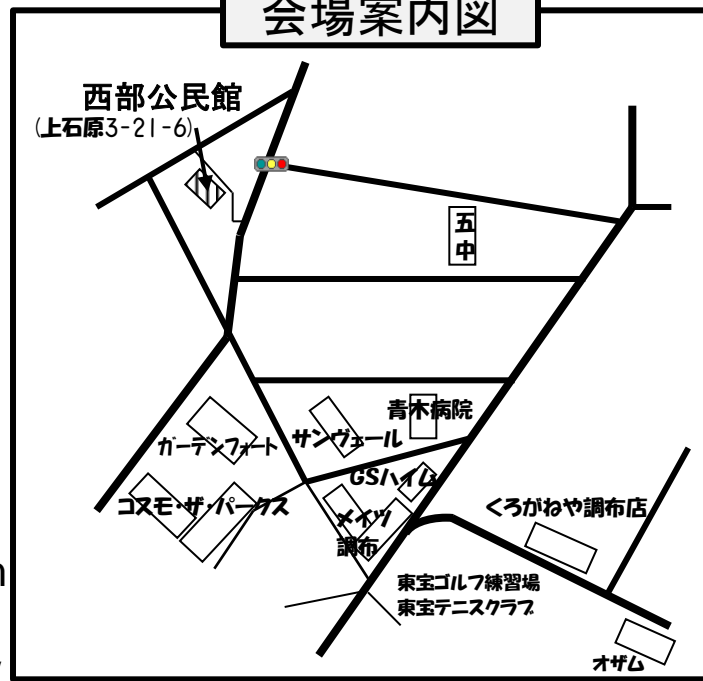 会場案内図
西部公民館
(上石原3-21-6)
五中
青木病院
サンヴェール
ガーデンフォート
GSハイム
コスモ・ザ・パークス
メイツ
調布
くろがねや調布店
東宝ゴルフ練習場
東宝テニスクラブ
オザム